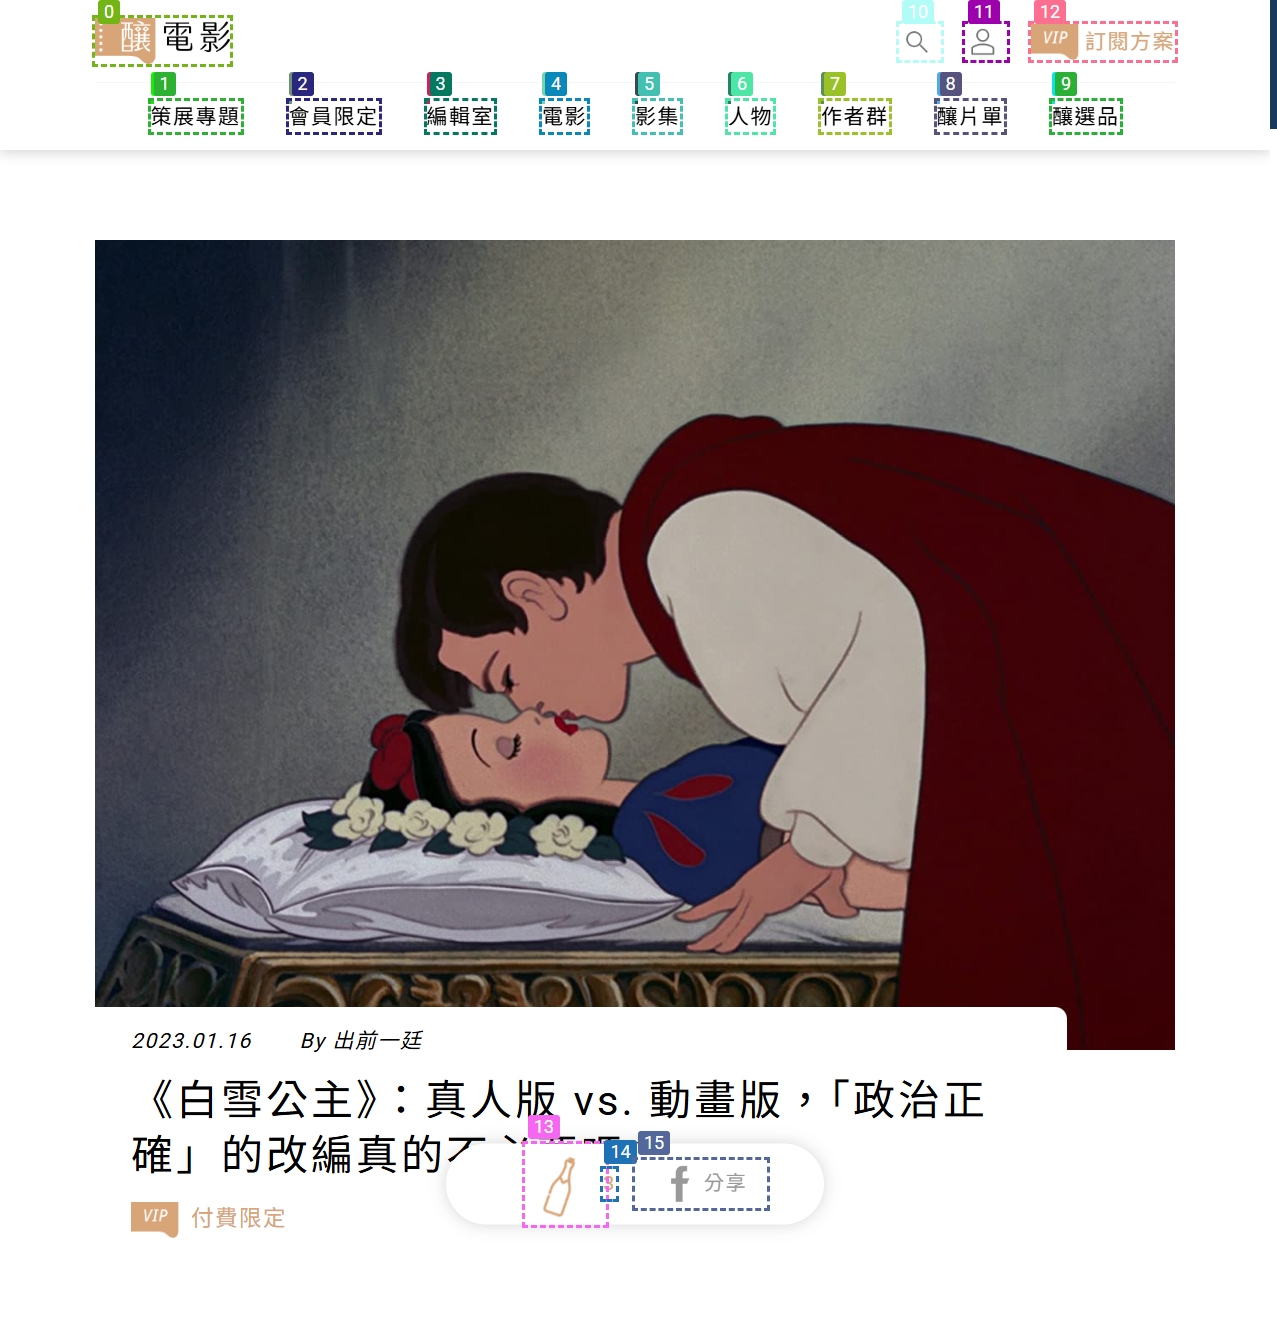 0
釀電影
10
11
12
VIP 訂閱方案
1
2
3
4
5
6
7
8
9
策展專題
會員限定
編輯室
電影
影集
人物
作者群
釀片單
釀選品
2023.01.16 By 出前一廷
《白雪公主》：真人版 vs. 動畫版，「政治正
確」的改編真的
13
14
15
3
分享
VIP 付費限定